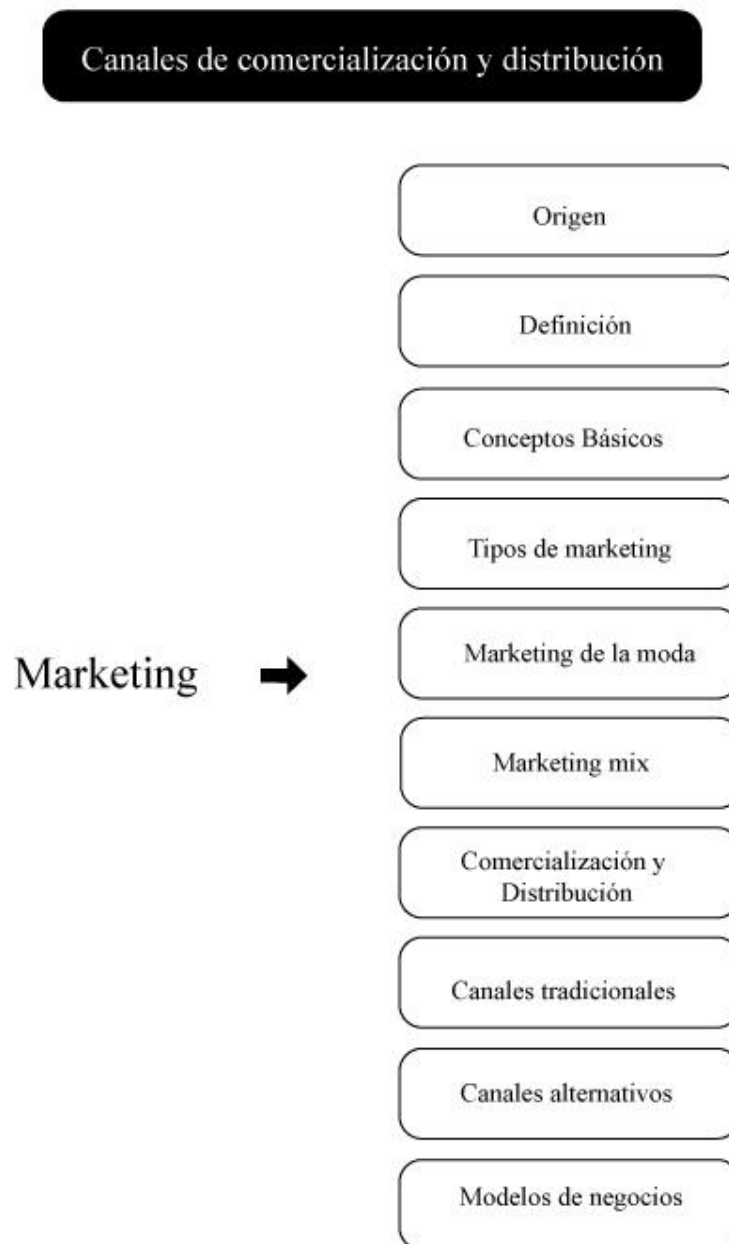 Canales de comercialización y distribución
Origen
Definición
Conceptos Básicos
Tipos de marketing
Marketing de la moda
Marketing
Marketing mix
Comercialización y
Distribución
Canales tradicionales
Canales alternativos
Modelos de negocios